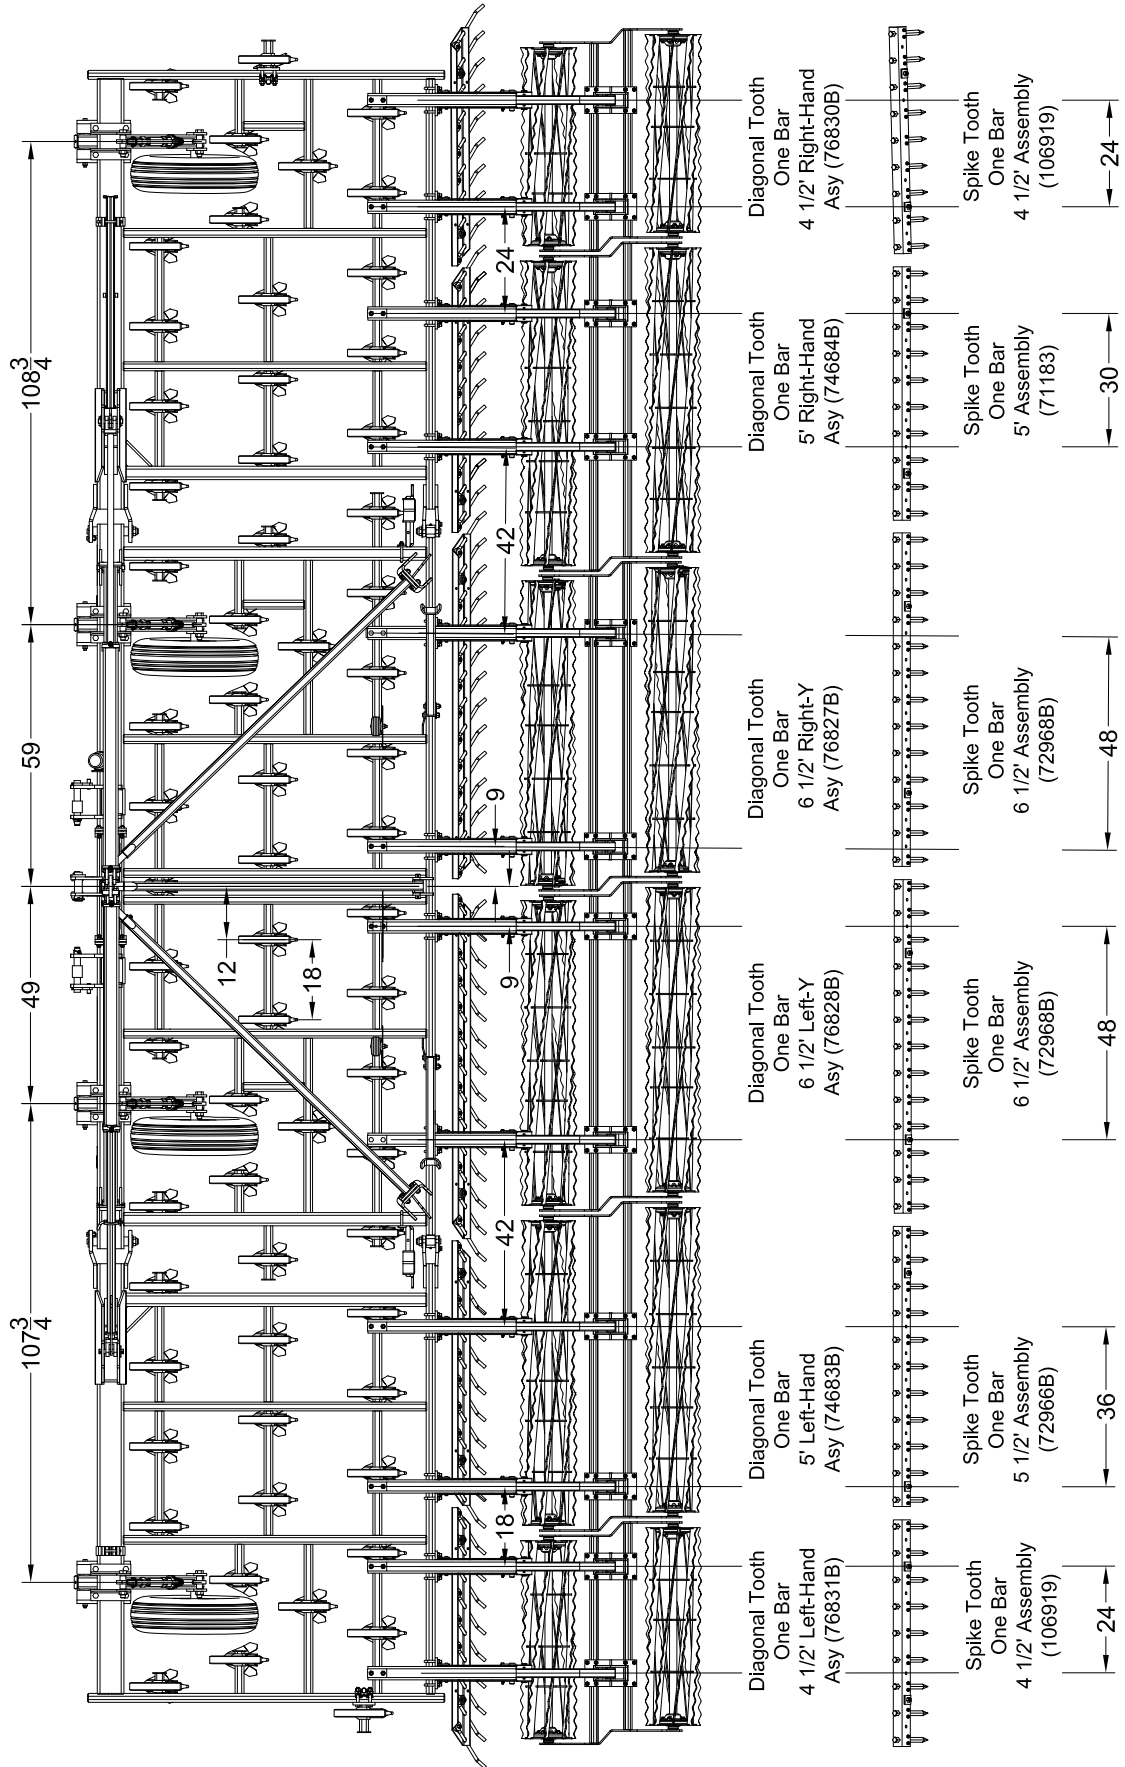 107 3/4
49
59
108 3/4
12
18
18
42
9
9
42
24
Diagonal Tooth
One Bar
4 1/2' Left-Hand
Asy (76831B)
Diagonal Tooth
One Bar
5' Left-Hand
Asy (74683B)
Diagonal Tooth
One Bar
6 1/2' Left-Y
Asy (76828B)
Diagonal Tooth
One Bar
6 1/2' Right-Y
Asy (76827B)
Diagonal Tooth
One Bar
5' Right-Hand
Asy (74684B)
Diagonal Tooth
One Bar
4 1/2' Right-Hand
Asy (76830B)
Spike Tooth
One Bar
4 1/2' Assembly
(106919)
Spike Tooth
One Bar
5 1/2' Assembly
(72966B)
Spike Tooth
One Bar
6 1/2' Assembly
(72968B)
Spike Tooth
One Bar
6 1/2' Assembly
(72968B)
Spike Tooth
One Bar
5' Assembly
(71183)
Spike Tooth
One Bar
4 1/2' Assembly
(106919)
24
36
48
48
30
24